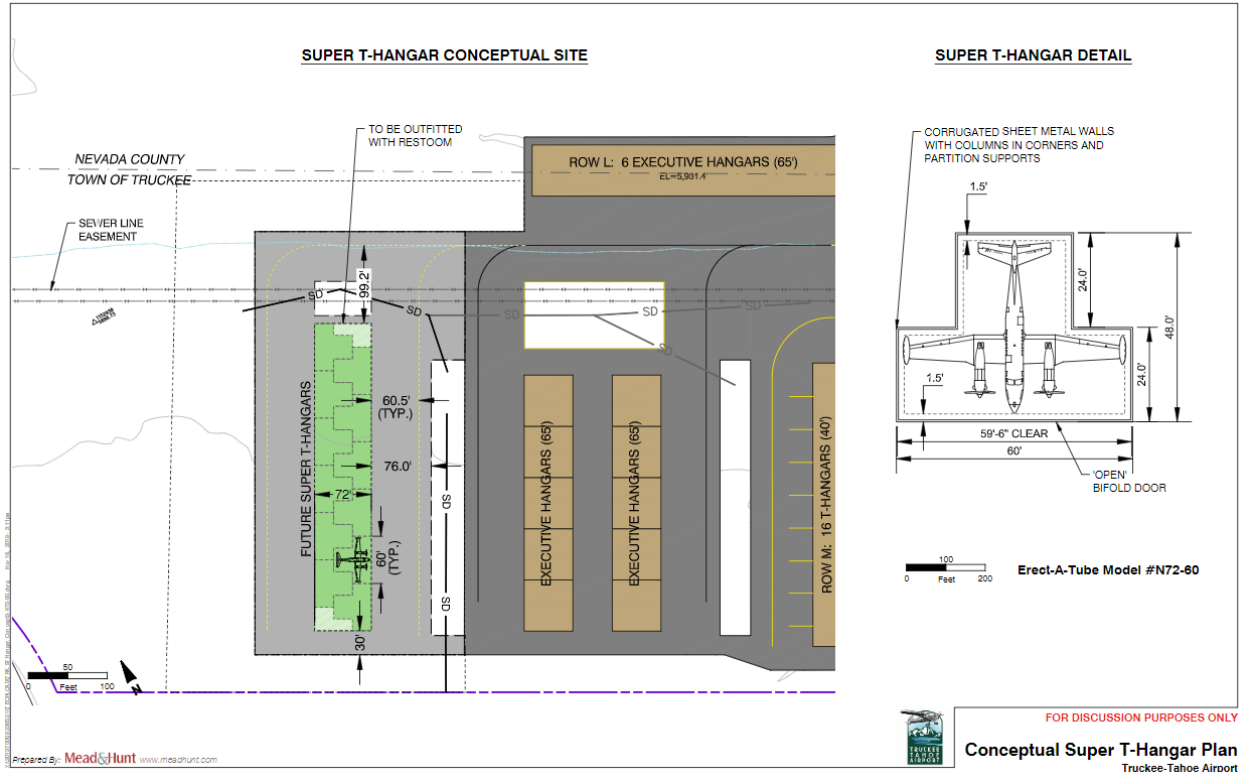 SUPER T-HANGAR CONCEPTUAL SITE
SUPER T-HANGAR DETAIL
TO BE OUTFITTED
WITH RESTOOM
NEVADA COUNTY
TOWN OF TRUCKEE
SEWER LINE
EASEMENT
ROW L: 6 EXECUTIVE HANGARS (65')
EL=5,931.4'
99.2'
SD
SD
SD
SD
SD
SD
FUTURE SUPER T-HANGARS
60.5'
(TYP.)
76.0'
72'
60'
(TYP.)
30'
SD
SD
EXECUTIVE HANGARS (65')
EXECUTIVE HANGARS (65')
ROW M: 16 T-HANGARS (40')
CORRUGATED SHEET METAL WALLS
WITH COLUMNS IN CORNERS AND
PARTITION SUPPORTS
1.5'
24.0'
48.0'
24.0'
1.5'
59'-6" CLEAR
60'
'OPEN'
BIFOLD DOOR
100
0 Feet 200
Erect-A-Tube Model #N72-60
50
0 Feet 100
N
Prepared By: Mead&Hunt www.meadhunt.com
TRUCKEE
TAHOE
AIRPORT
FOR DISCUSSION PURPOSES ONLY
Conceptual Super T-Hangar Plan
Truckee-Tahoe Airport